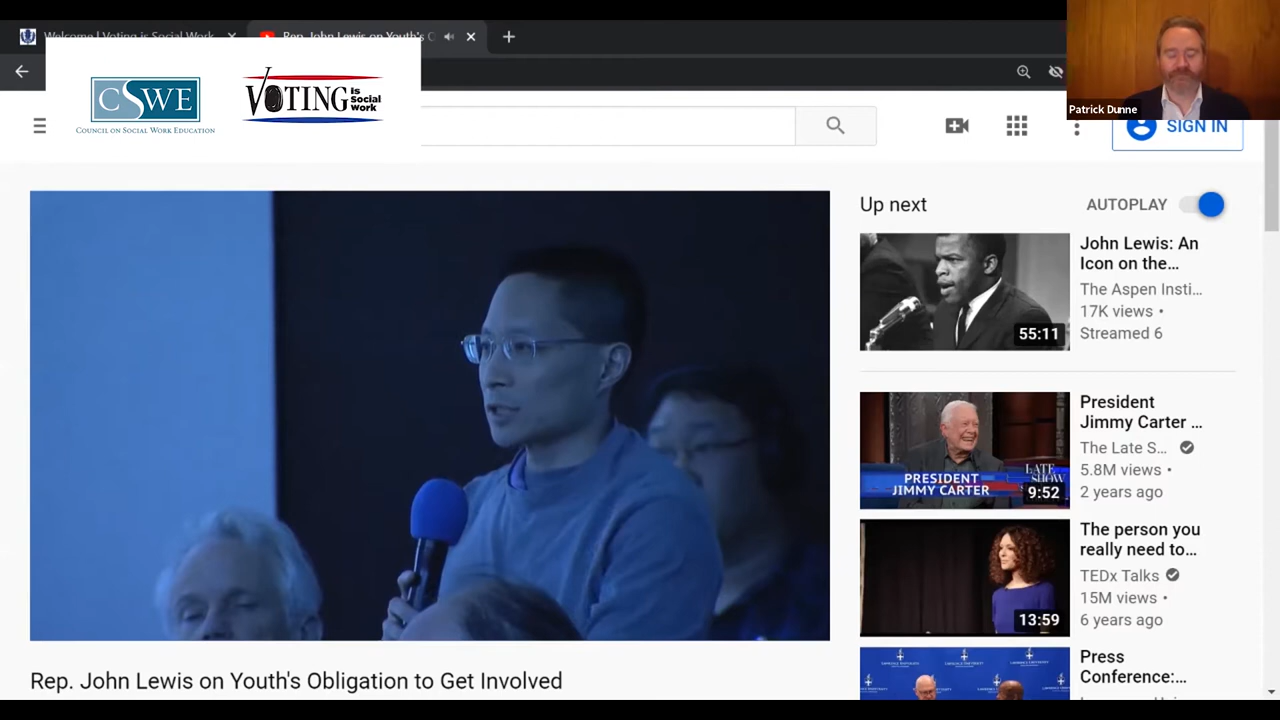 Welcome | Voting is Social Work
Rep. John Lewis on Youth's O
CSWE
COUNCIL ON SOCIAL WORK EDUCATION
VOTING is Social Work
Patrick Dunne
SIGN IN
Up next
AUTOPLAY
John Lewis: An
Icon on the...
The Aspen Insti...
17K views •
Streamed 6
55:11
President
Jimmy Carter ...
The Late S...
5.8M views •
2 years ago
PRESIDENT
JIMMY CARTER
LATE
SHOW
9:52
The person you
really need to...
TEDx Talks
15M views •
6 years ago
13:59
Press
Conference:...
Rep. John Lewis on Youth's Obligation to Get Involved